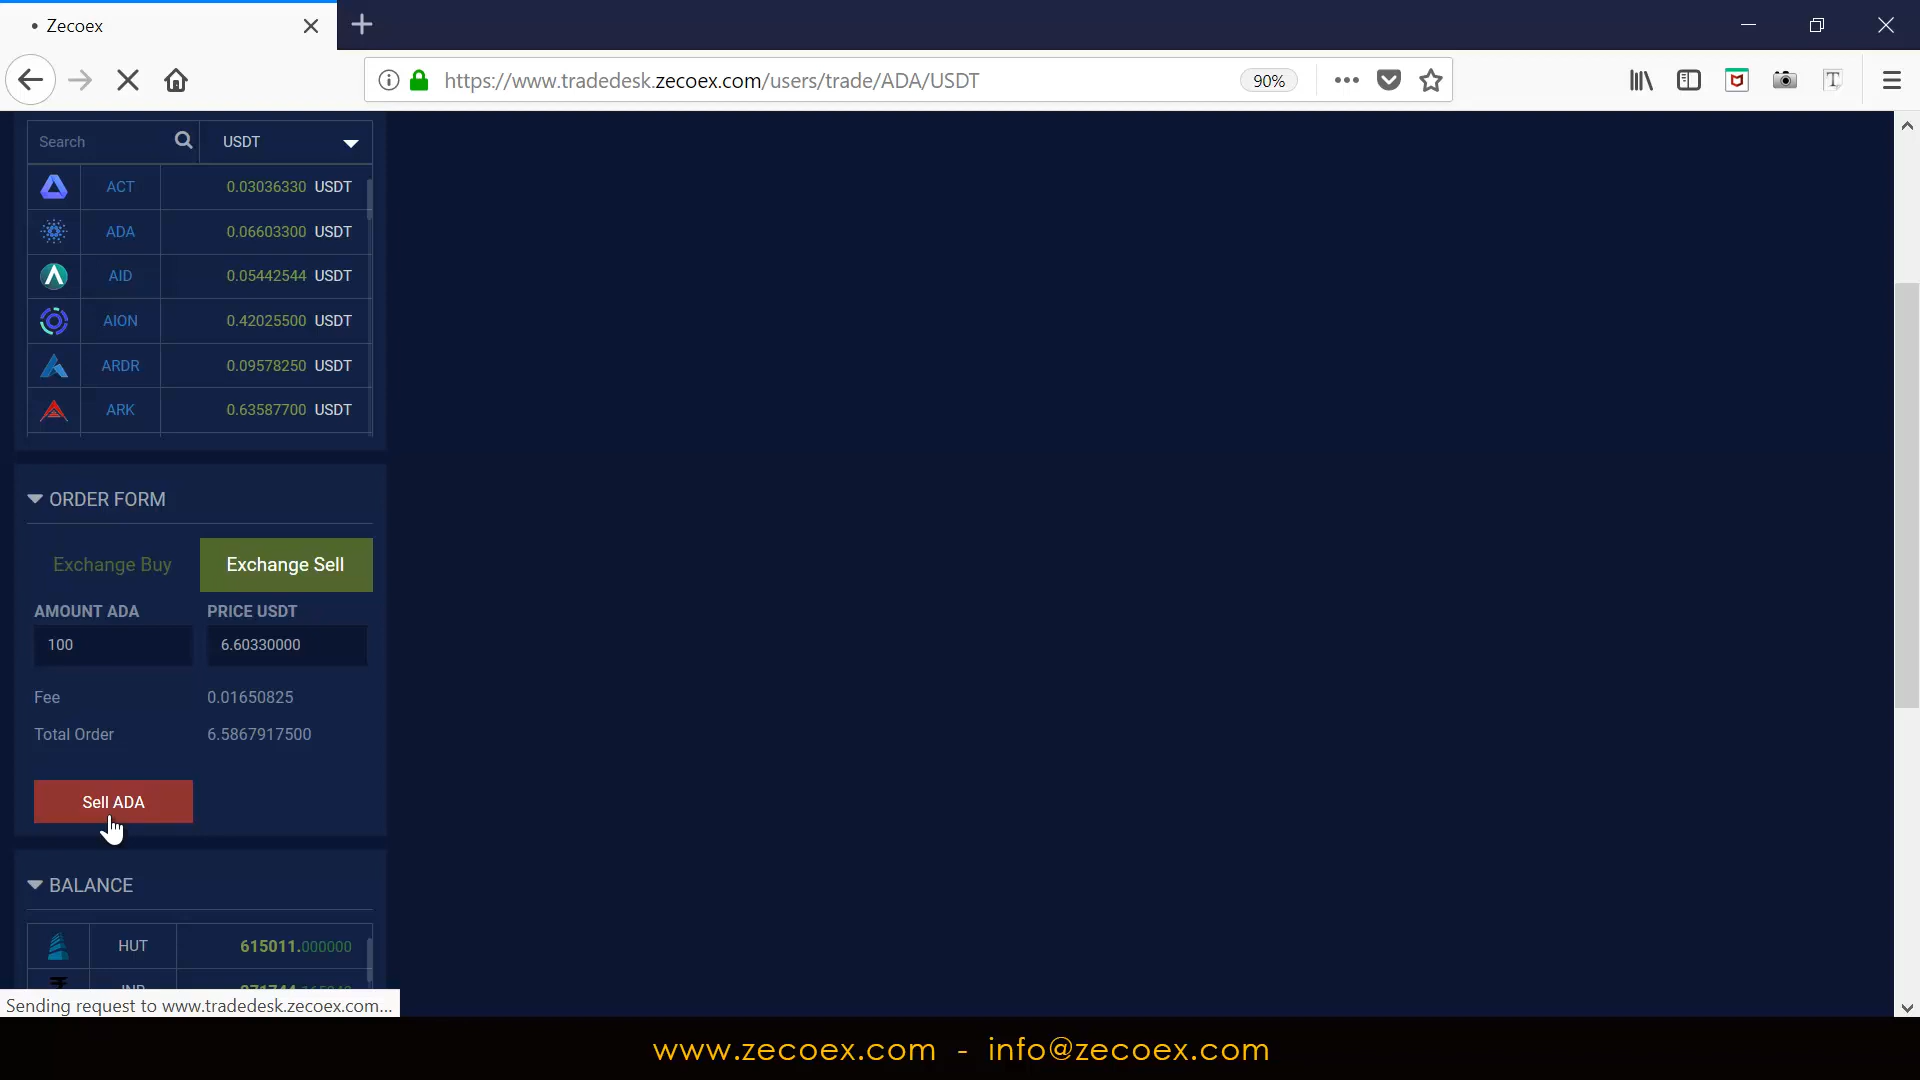 Zecoex
https://www.tradedesk.zecoex.com/users/trade/ADA/USDT
90%
Search
USDT
ACT 0.03036330 USDT
ADA 0.06603300 USDT
AID 0.05442544 USDT
AION 0.42025500 USDT
ARDR 0.09578250 USDT
ARK 0.63587700 USDT
ORDER FORM
Exchange Buy Exchange Sell
AMOUNT ADA PRICE USDT
100 6.60330000
Fee 0.01650825
Total Order 6.5867917500
Sell ADA
BALANCE
HUT 615011.000000
Sending request to www.tradedesk.zecoex.com...
www.zecoex.com - info@zecoex.com